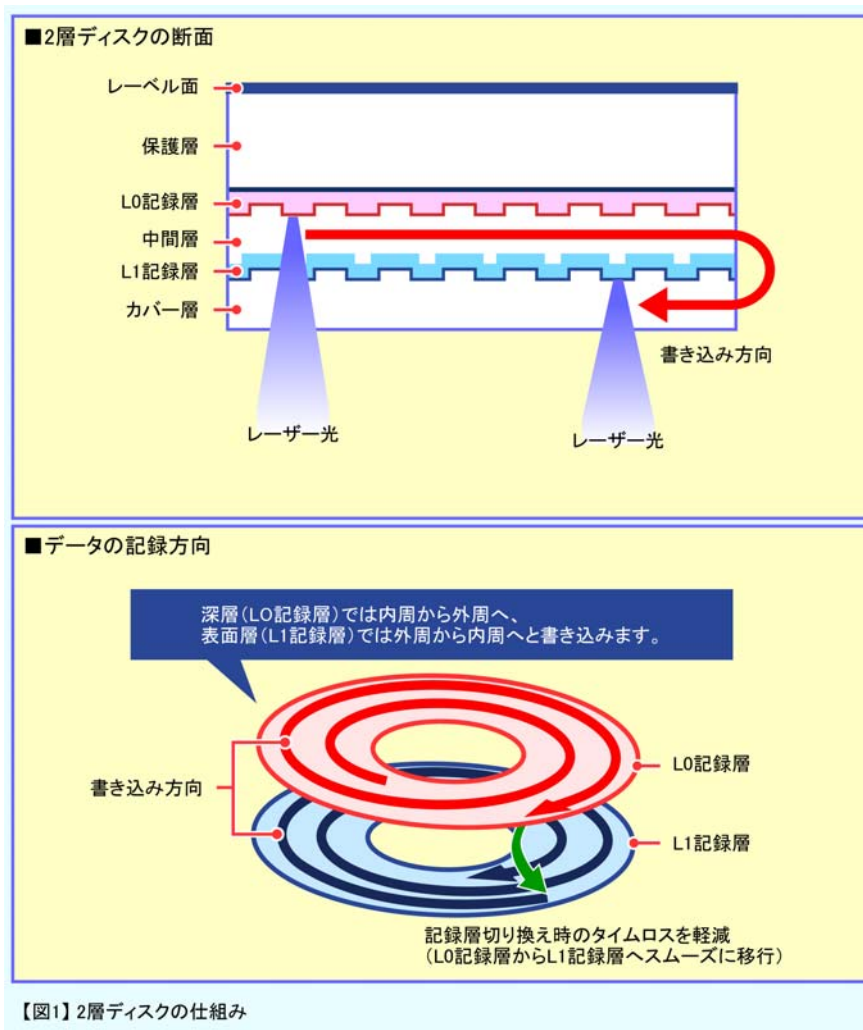 ■2層ディスクの断面
レーベル面
保護層
L0記録層
中間層
L1記録層
カバー層
書き込み方向
レーザー光
レーザー光
■データの記録方向
深層(L0記録層)では内周から外周へ、
表面層(L1記録層)では外周から内周へと書き込みます。
書き込み方向
L0記録層
L1記録層
記録層切り換え時のタイムロスを軽減
(L0記録層からL1記録層へスムーズに移行)
【図1】2層ディスクの仕組み